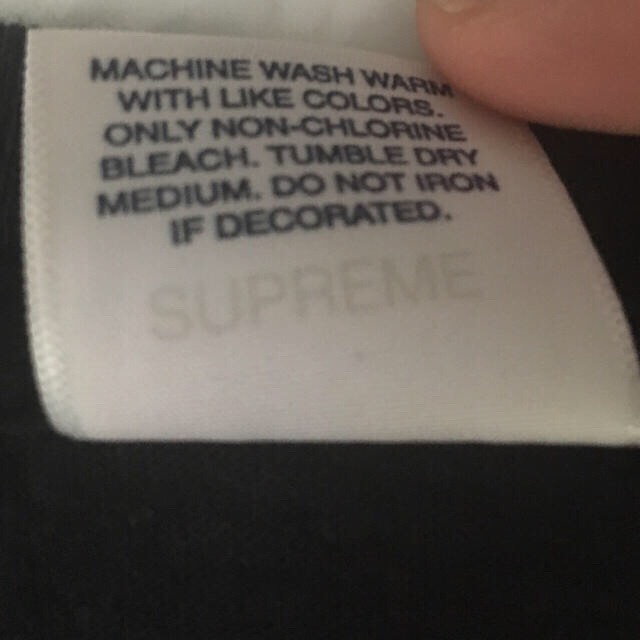 MACHINE WASH WARM
WITH LIKE COLORS.
ONLY NON-CHLORINE
BLEACH. TUMBLE DRY
MEDIUM. DO NOT IRON
IF DECORATED.
SUPREME